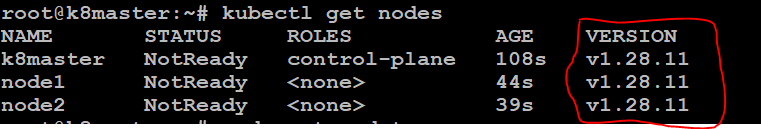 root@k8master:~# kubectl get nodes
NAME STATUS ROLES AGE VERSION
k8master NotReady control-plane 108s v1.28.11
node1 NotReady <none> 44s v1.28.11
node2 NotReady <none> 39s v1.28.11